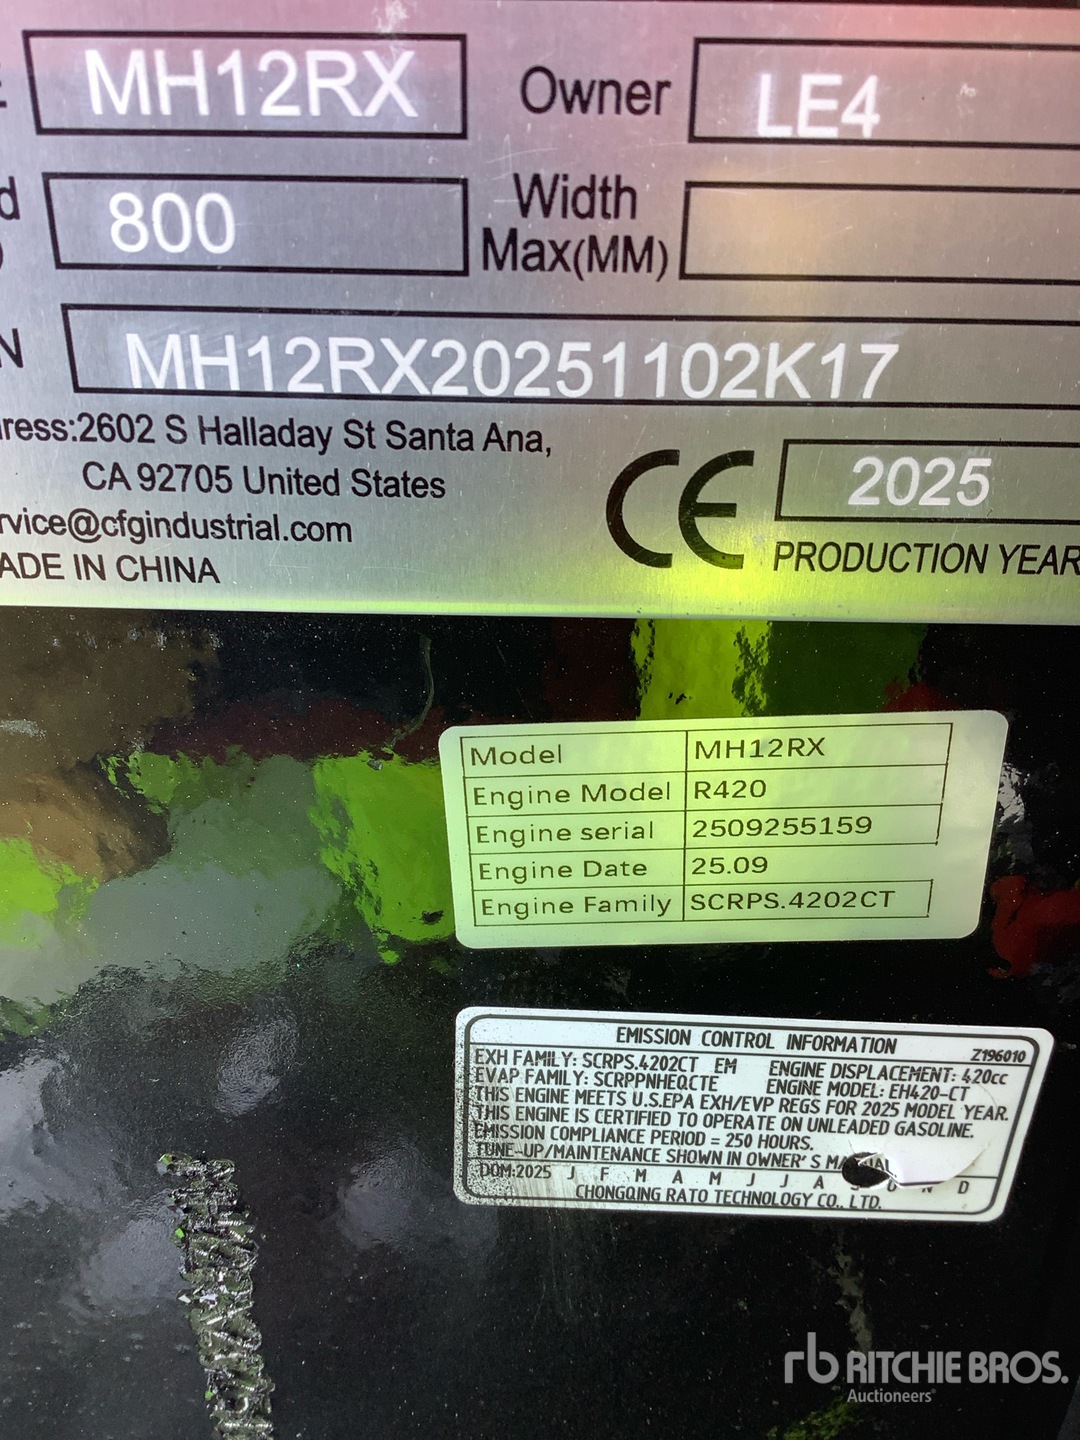 MH12RX Owner LE4
800 Width Max(MM)
N MH12RX20251102K17
ress:2602 S Halladay St Santa Ana,
CA 92705 United States
rvice@cfgindustrial.com
ADE IN CHINA
CE 2025
PRODUCTION YEAR
Model MH12RX
Engine Model R420
Engine serial 2509255159
Engine Date 25.09
Engine Family SCRPS.4202CT
EMISSION CONTROL INFORMATION
Z196010
EXH FAMILY: SCRPS.4202CT EM ENGINE DISPLACEMENT: 420cc
EVAP FAMILY: SCRPPNHEQCTE ENGINE MODEL: EH420-CT
THIS ENGINE MEETS U.S.EPA EXH/EVP REGS FOR 2025 MODEL YEAR.
THIS ENGINE IS CERTIFIED TO OPERATE ON UNLEADED GASOLINE.
EMISSION COMPLIANCE PERIOD = 250 HOURS.
TUNE-UP/MAINTENANCE SHOWN IN OWNER'S MA
DOM:2025 J F M A M J J A O N D
CHONGQING RATO TECHNOLOGY CO., LTD.
rb RITCHIE BROS.
Auctioneers